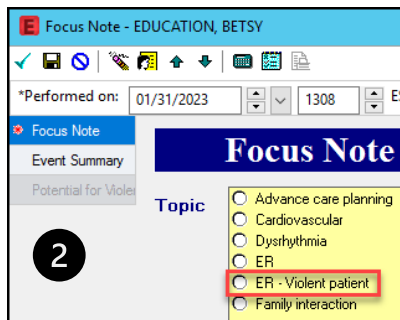 E Focus Note - EDUCATION, BETSY
*Performed on: 01/31/2023 1308
Focus Note
Event Summary
Potential for
Focus Note
Topic
Advance care planning
Cardiovascular
Dysrhythmia
ER
ER - Violent patient
Family interaction
2